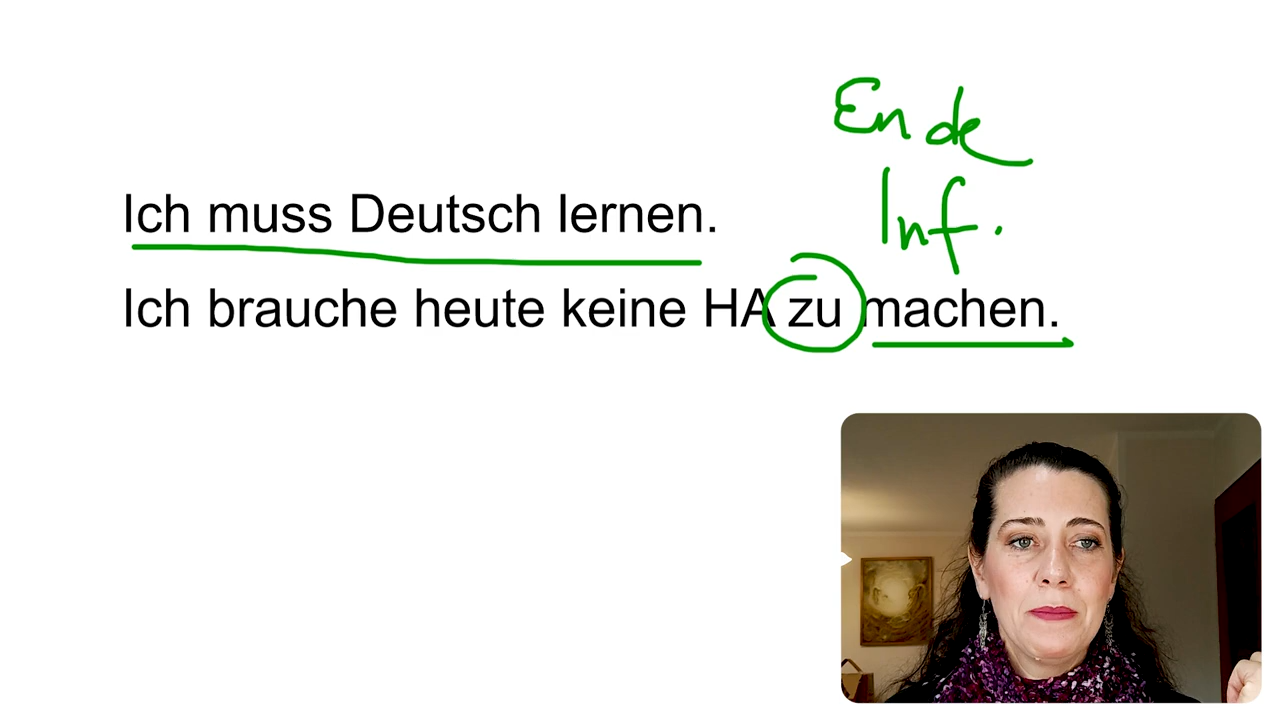 Ende
Inf.
Ich muss Deutsch lernen.
Ich brauche heute keine HA zu machen.